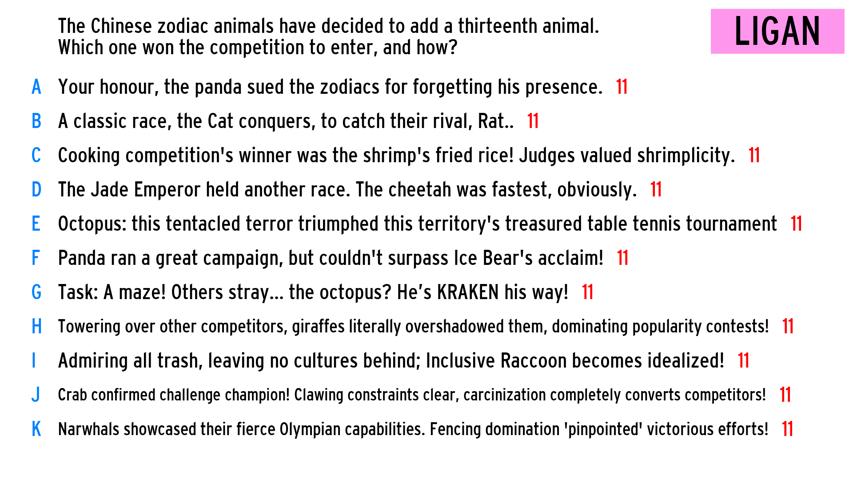 The Chinese zodiac animals have decided to add a thirteenth animal.
Which one won the competition to enter, and how?
LIGAN
A Your honour, the panda sued the zodiacs for forgetting his presence. 11
B A classic race, the Cat conquers, to catch their rival, Rat.. 11
C Cooking competition's winner was the shrimp's fried rice! Judges valued shrimplicity. 11
D The Jade Emperor held another race. The cheetah was fastest, obviously. 11
E Octopus: this tentacled terror triumphed this territory's treasured table tennis tournament 11
F Panda ran a great campaign, but couldn't surpass Ice Bear's acclaim! 11
G Task: A maze! Others stray... the octopus? He’s KRAKEN his way! 11
H Towering over other competitors, giraffes literally overshadowed them, dominating popularity contests! 11
I Admiring all trash, leaving no cultures behind; Inclusive Raccoon becomes idealized! 11
J Crab confirmed challenge champion! Clawing constraints clear, carcinization completely converts competitors! 11
K Narwhals showcased their fierce Olympian capabilities. Fencing domination 'pinpointed' victorious efforts! 11